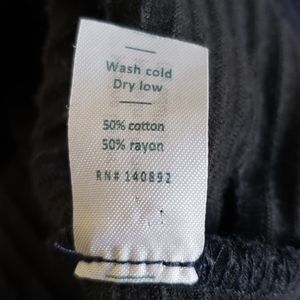 Wash cold
Dry low
50% cotton
50% rayon
RN# 140892